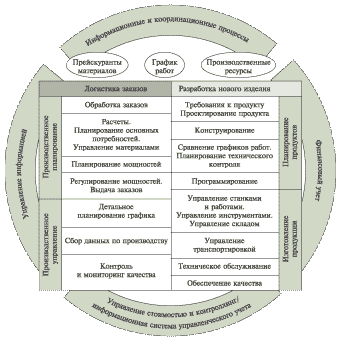 Информационные и координационные процессы
Прейскуранты
материалов
График
работ
Производственные
ресурсы
Управление информацией
финансовый учет
Логистика заказов
Разработка нового изделия
Производственное
планирование
Обработка заказов
Расчеты.
Планирование основных
потребностей.
Управление материалами
Планирование мощностей
Регулирование мощностей.
Выдача заказов
Производственное
управление
Детальное
планирование графика
Сбор данных по производству
Контроль
и мониторинг качества
Требования к продукту
Проектирование продукта
Конструирование
Сравнение графиков работ.
Планирование технического
контроля
Программирование
Планирование
продуктов
Управление станками
и работами.
Управление инструментами.
Управление складом
Управление
транспортировкой
Техническое обслуживание
Обеспечение качества
Изготовление
продукции
Управление стоимостью и контроллинг/
информационная система управленческого учета